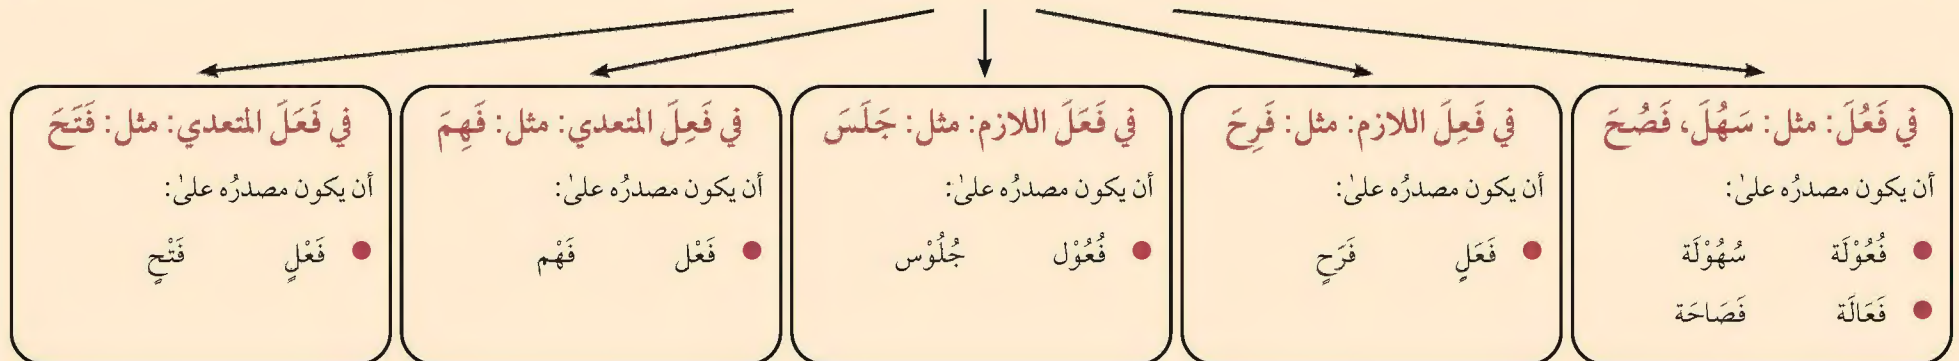 في فَعُلَ: مثل: سَهُلَ، فَصُحَ
أن يكون مصدرُه علىٰ:
● فُعُوْلَة سُهُوْلَة
● فَعَالَة فَصَاحَة
في فَعِلَ اللازم: مثل: فَرِحَ
أن يكون مصدرُه علىٰ:
● فَعَلٍ فَرَحٍ
في فَعَلَ اللازم: مثل: جَلَسَ
أن يكون مصدرُه علىٰ:
● فُعُوْل جُلُوْس
في فَعِلَ المتعدي: مثل: فَهِمَ
أن يكون مصدرُه علىٰ:
● فَعْل فَهْم
في فَعَلَ المتعدي: مثل: فَتَحَ
أن يكون مصدرُه علىٰ:
● فَعْلٍ فَتْحٍ